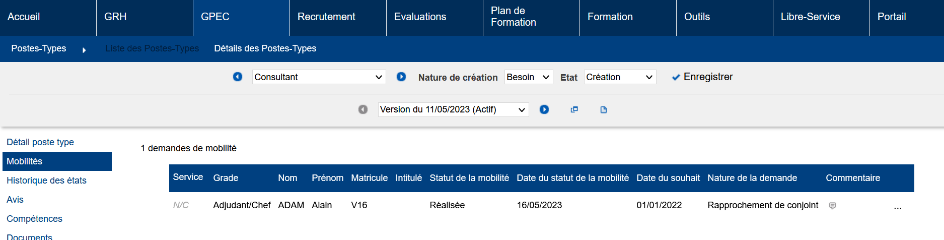 Accueil GRH GPEC Recrutement Evaluations Plan de Formation Formation Outils Libre-Service Portail
Postes-Types Liste des Postes-Types Détails des Postes-Types
Consultant Nature de création Besoin Etat Création Enregistrer
Version du 11/05/2023 (Actif)
Détail poste type
Mobilités
Historique des états
Avis
Compétences
Documents
1 demandes de mobilité
Service Grade Nom Prénom Matricule Intitulé Statut de la mobilité Date du statut de la mobilité Date du souhait Nature de la demande Commentaire
N/C Adjudant/Chef ADAM Alain V16 Réalisée 16/05/2023 01/01/2022 Rapprochement de conjoint ...